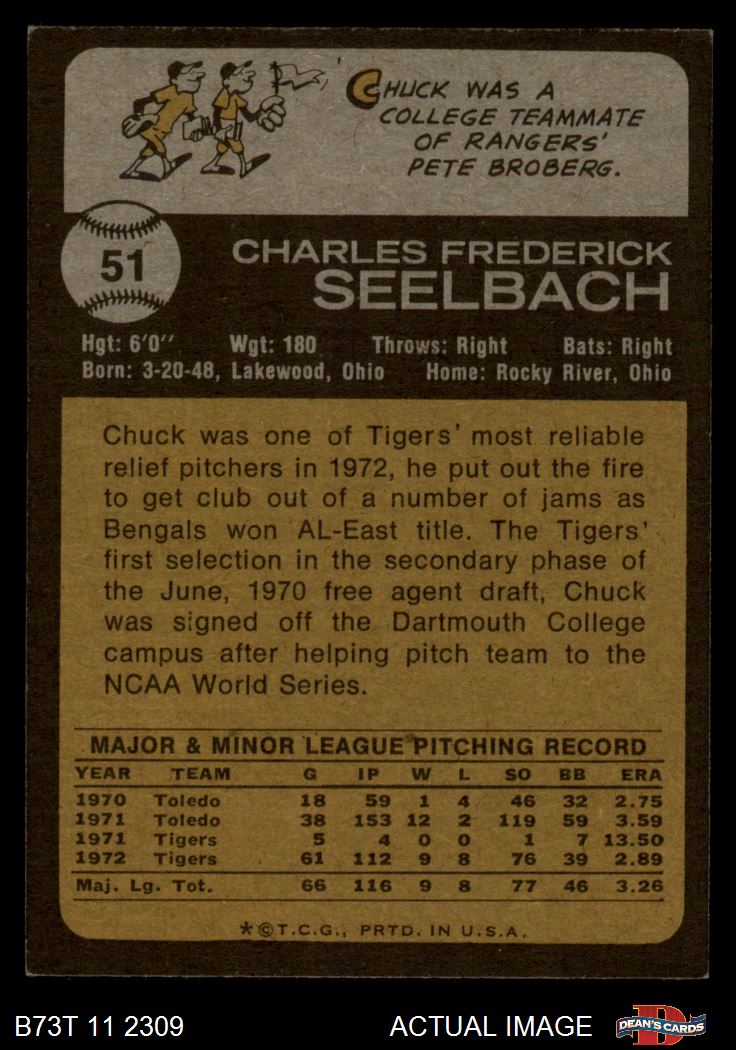 CHUCK WAS A
COLLEGE TEAMMATE
OF RANGERS'
PETE BROBERG.
51
CHARLES FREDERICK
SEELBACH
Hgt: 6'0" Wgt: 180 Throws: Right Bats: Right
Born: 3-20-48, Lakewood, Ohio Home: Rocky River, Ohio
Chuck was one of Tigers' most reliable
relief pitchers in 1972, he put out the fire
to get club out of a number of jams as
Bengals won AL-East title. The Tigers'
first selection in the secondary phase of
the June, 1970 free agent draft, Chuck
was signed off the Dartmouth College
campus after helping pitch team to the
NCAA World Series.
MAJOR & MINOR LEAGUE PITCHING RECORD
YEAR TEAM G IP W L SO BB ERA
1970 Toledo 18 59 1 4 46 32 2.75
1971 Toledo 38 153 12 2 119 59 3.59
1971 Tigers 5 4 0 0 1 7 13.50
1972 Tigers 61 112 9 8 76 39 2.89
Maj. Lg. Tot. 66 116 9 8 77 46 3.26
*©T.C.G., PRTD. IN U.S.A.
B73T 11 2309 ACTUAL IMAGE D DEAN'S CARDS